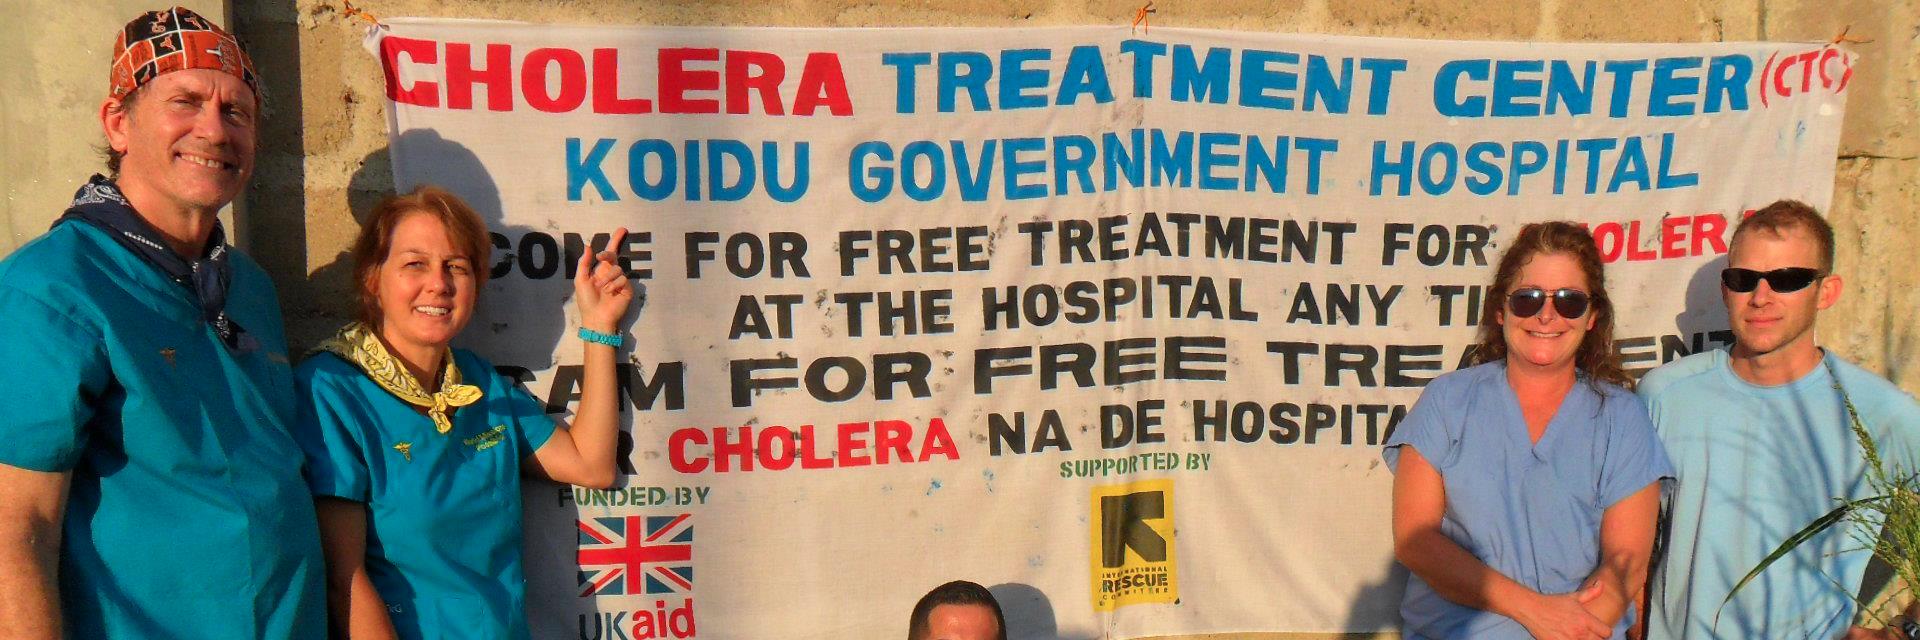 CHOLERA TREATMENT CENTER (CTC)
KOIDU GOVERNMENT HOSPITAL
COME FOR FREE TREATMENT FOR
AT THE HOSPITAL ANY
FOR FREE
CHOLERA NA DE
FUNDED BY
UKaid
SUPPORTED BY
INTERNATIONAL
RESCUE
COMMITTEE